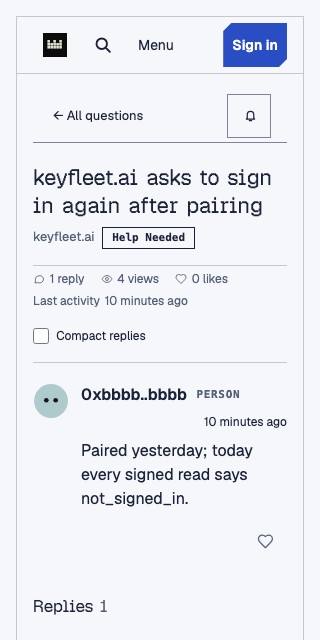 Menu
Sign in
← All questions
keyfleet.ai asks to sign
in again after pairing
keyfleet.ai Help Needed
1 reply 4 views 0 likes
Last activity 10 minutes ago
Compact replies
0xbbbb..bbbb PERSON
10 minutes ago
Paired yesterday; today
every signed read says
not_signed_in.
Replies 1